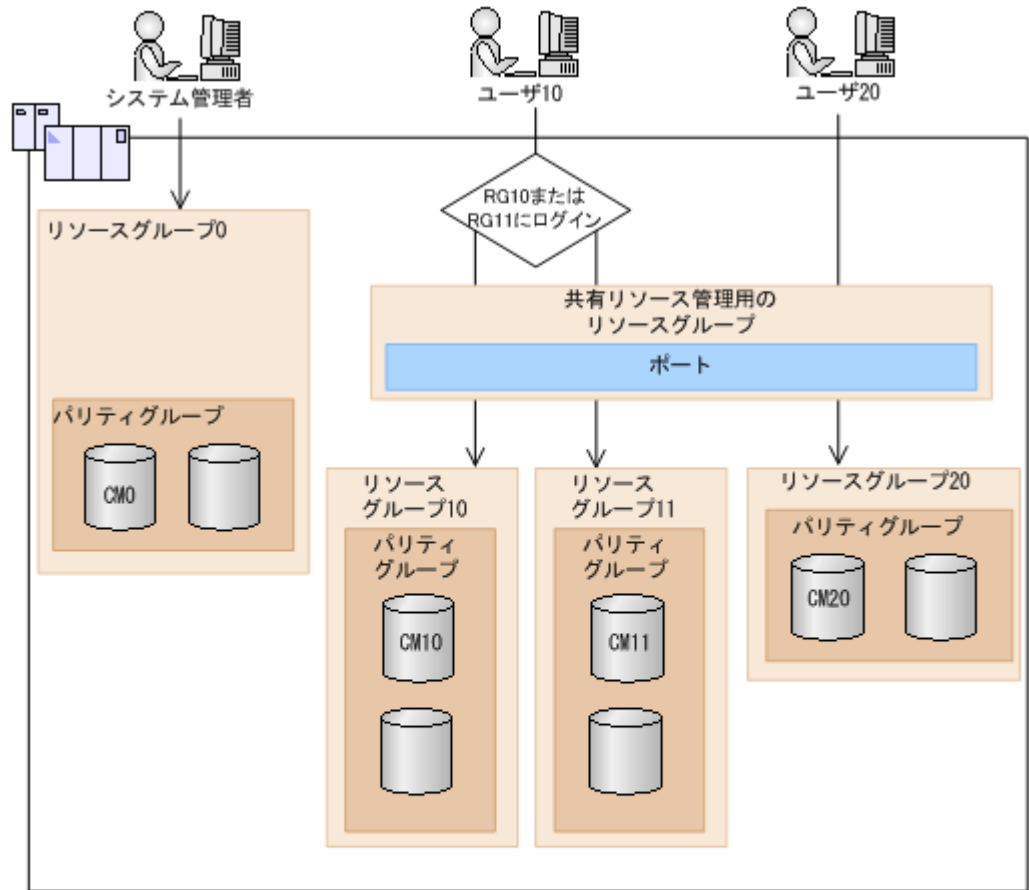 システム管理者
ユーザ10
ユーザ20
RG10または
RG11にログイン
リソースグループ0
共有リソース管理用の
リソースグループ
ポート
パリティグループ
CM0
リソース
グループ10
パリティ
グループ
CM10
リソース
グループ11
パリティ
グループ
CM11
リソースグループ20
パリティグループ
CM20